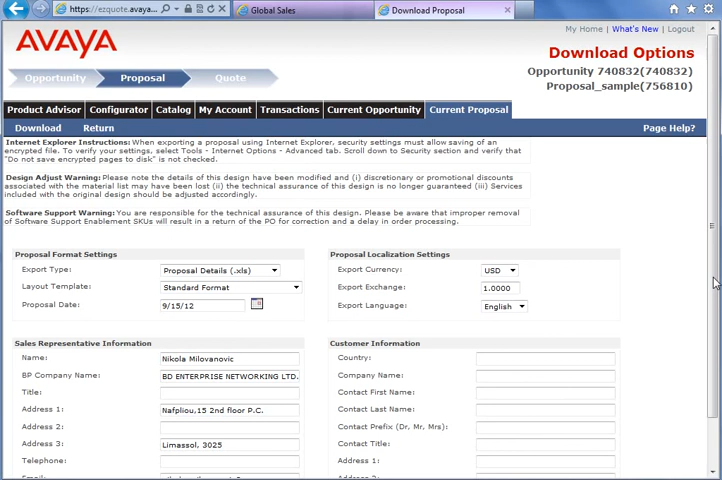 https://ezquote.avaya...
Global Sales
Download Proposal
My Home | What's New | Logout
AVAYA
Download Options
Opportunity 740832(740832)
Proposal_sample(756810)
Opportunity
Proposal
Quote
Product Advisor
Configurator
Catalog
My Account
Transactions
Current Opportunity
Current Proposal
Download
Return
Page Help?
Internet Explorer Instructions: When exporting a proposal using Internet Explorer, security settings must allow saving of an
encrypted file. To verify your settings, select Tools - Internet Options - Advanced tab. Scroll down to Security section and verify that
"Do not save encrypted pages to disk" is not checked.
Design Adjust Warning: Please note the details of this design have been modified and (i) discretionary or promotional discounts
associated with the material list may have been lost (ii) the technical assurance of this design is no longer guaranteed (iii) Services
included with the original design should be adjusted accordingly.
Software Support Warning: You are responsible for the technical assurance of this design. Please be aware that improper removal
of Software Support Enablement SKUs will result in a return of the PO for correction and a delay in order processing.
Proposal Format Settings
Export Type: Proposal Details (.xls)
Layout Template: Standard Format
Proposal Date: 9/15/12
Proposal Localization Settings
Export Currency: USD
Export Exchange: 1.0000
Export Language: English
Sales Representative Information
Name: Nikola Milovanovic
BP Company Name: BD ENTERPRISE NETWORKING LTD.
Title:
Address 1: Nafpliou,15 2nd floor P.C.
Address 2:
Address 3: Limassol, 3025
Telephone:
Customer Information
Country:
Company Name:
Contact First Name:
Contact Last Name:
Contact Prefix (Dr, Mr, Mrs):
Contact Title:
Address 1: